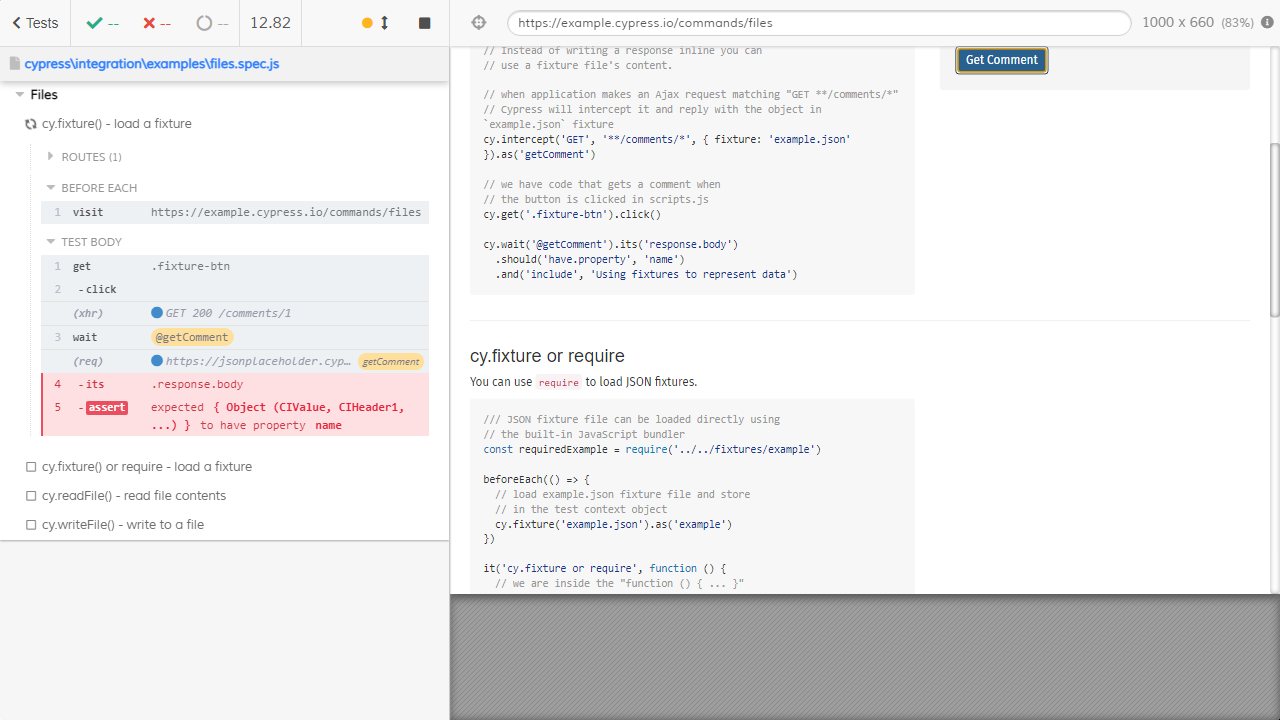 Tests
--
--
--
12.82
https://example.cypress.io/commands/files
1000 x 660 (83%)
cypress\integration\examples\files.spec.js
Files
cy.fixture() - load a fixture
ROUTES (1)
BEFORE EACH
1 visit https://example.cypress.io/commands/files
TEST BODY
1 get .fixture-btn
2 -click
(xhr) GET 200 /comments/1
3 wait @getComment
(req) https://jsonplaceholder.cyp… getComment
4 -its .response.body
5 -assert expected { Object (CIValue, CIHeader1,
...) } to have property name
cy.fixture() or require - load a fixture
cy.readFile() - read file contents
cy.writeFile() - write to a file
// Instead of writing a response inline you can
// use a fixture file's content.
// when application makes an Ajax request matching "GET **/comments/*"
// Cypress will intercept it and reply with the object in
`example.json` fixture
cy.intercept('GET', '**/comments/*', { fixture: 'example.json'
}).as('getComment')
// we have code that gets a comment when
// the button is clicked in scripts.js
cy.get('.fixture-btn').click()
cy.wait('@getComment').its('response.body')
.should('have.property', 'name')
.and('include', 'Using fixtures to represent data')
Get Comment
cy.fixture or require
You can use require to load JSON fixtures.
/// JSON fixture file can be loaded directly using
// the built-in JavaScript bundler
const requiredExample = require('../../fixtures/example')
beforeEach(() => {
// load example.json fixture file and store
// in the test context object
cy.fixture('example.json').as('example')
})
it('cy.fixture or require', function () {
// we are inside the "function () { ... }"